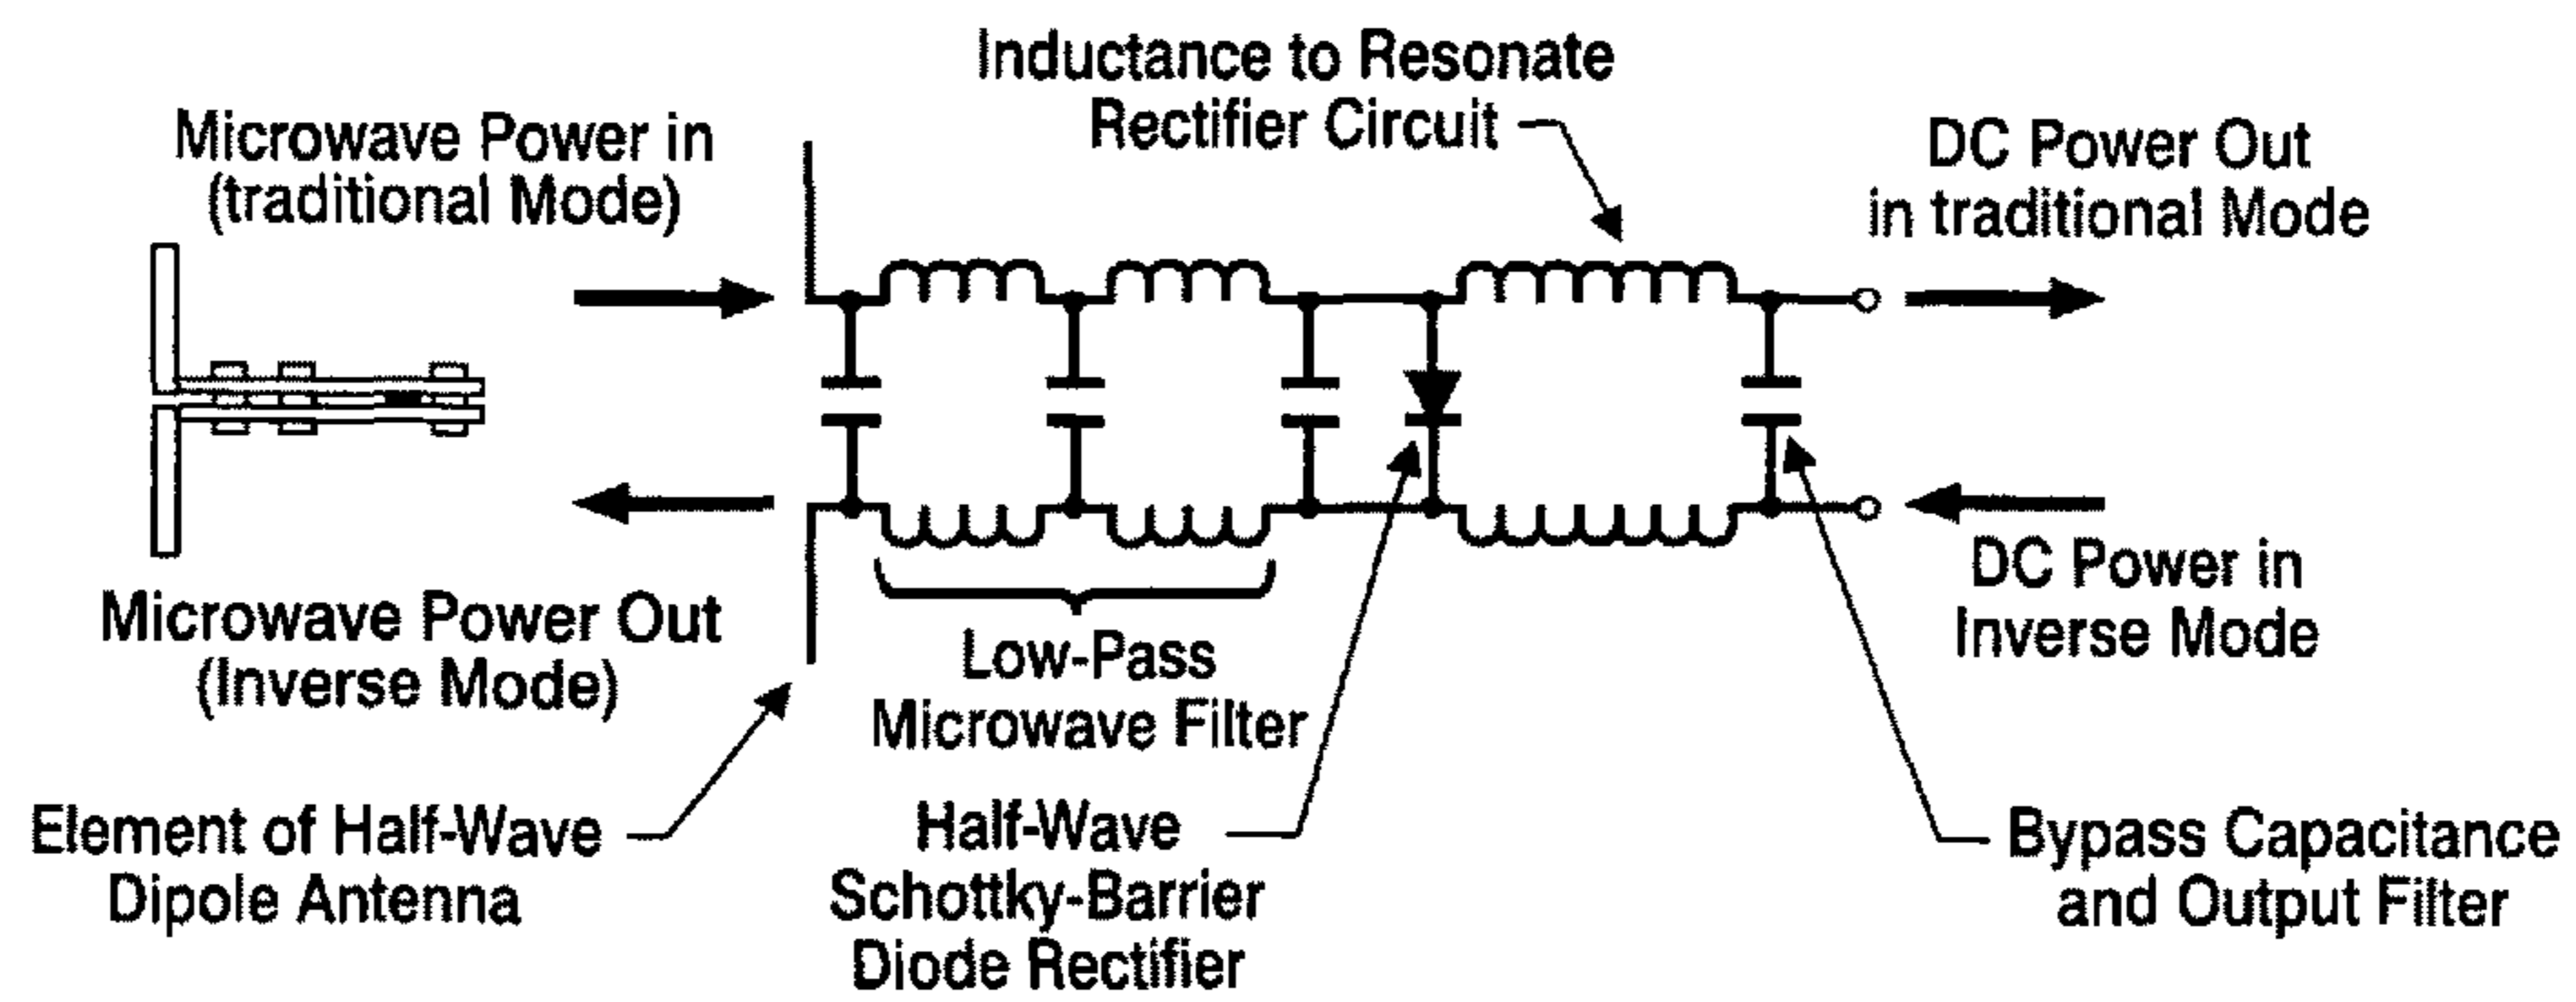 Inductance to Resonate
Rectifier Circuit
Microwave Power in
(traditional Mode)
DC Power Out
in traditional Mode
Microwave Power Out
(Inverse Mode)
DC Power in
Inverse Mode
Low-Pass
Microwave Filter
Element of Half-Wave
Dipole Antenna
Half-Wave
Schottky-Barrier
Diode Rectifier
Bypass Capacitance
and Output Filter